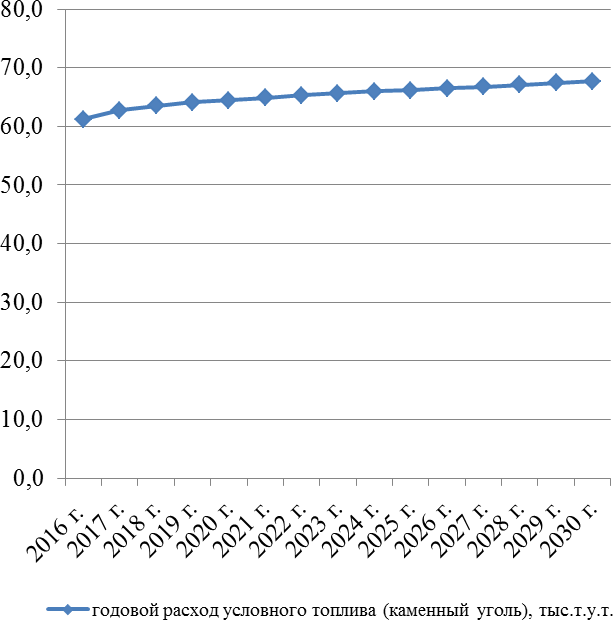 80,0
70,0
60,0
50,0
40,0
30,0
20,0
10,0
0,0
2016 г.
2017 г.
2018 г.
2019 г.
2020 г.
2021 г.
2022 г.
2023 г.
2024 г.
2025 г.
2026 г.
2027 г.
2028 г.
2029 г.
2030 г.
годовой расход условного топлива (каменный уголь), тыс.т.у.т.